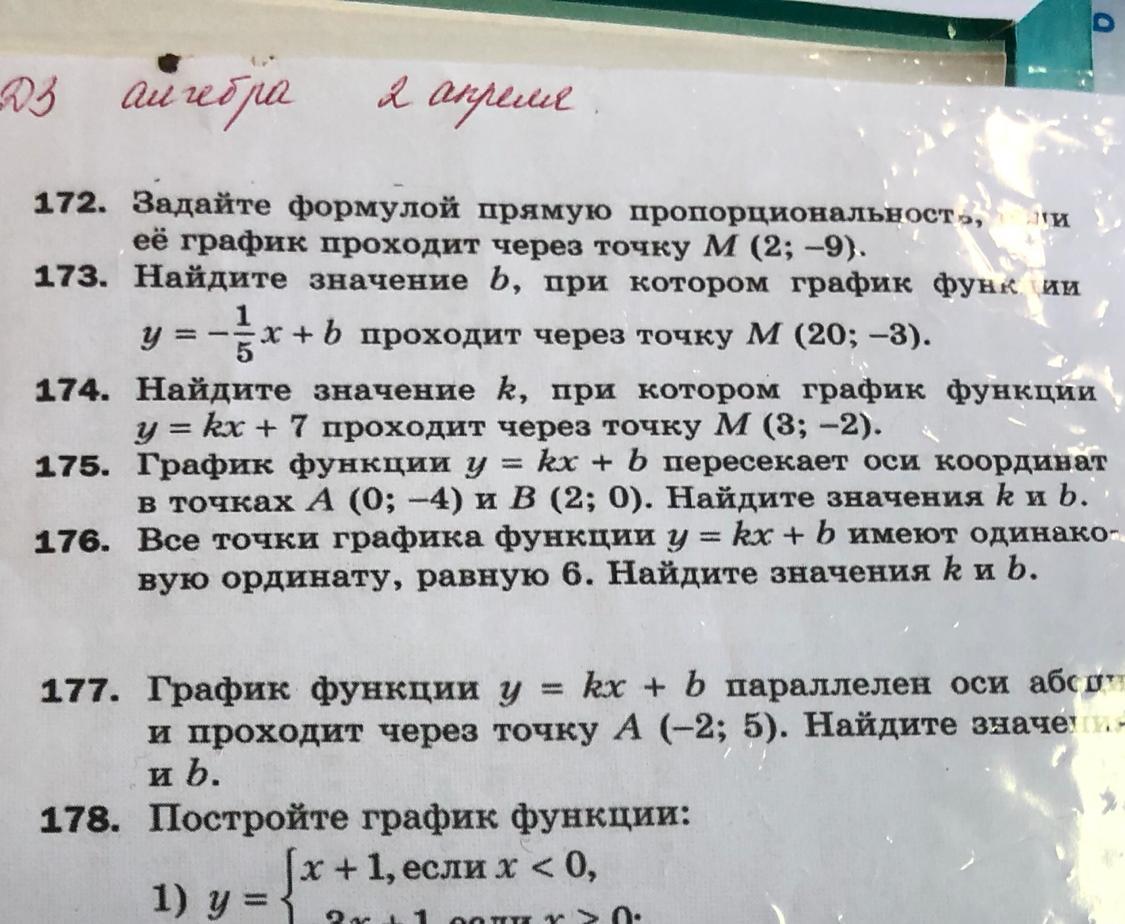 ДЗ алгебра 2 апреля
172. Задайте формулой прямую пропорциональность,
её график проходит через точку M (2; –9).
173. Найдите значение b, при котором график функции
y = –1/5 x + b проходит через точку M (20; –3).
174. Найдите значение k, при котором график функции
y = kx + 7 проходит через точку M (3; –2).
175. График функции y = kx + b пересекает оси координат
в точках A (0; –4) и B (2; 0). Найдите значения k и b.
176. Все точки графика функции y = kx + b имеют одинако-
вую ординату, равную 6. Найдите значения k и b.
177. График функции y = kx + b параллелен оси
и проходит через точку A (–2; 5). Найдите
и b.
178. Постройте график функции:
1) y = { x + 1, если x < 0,